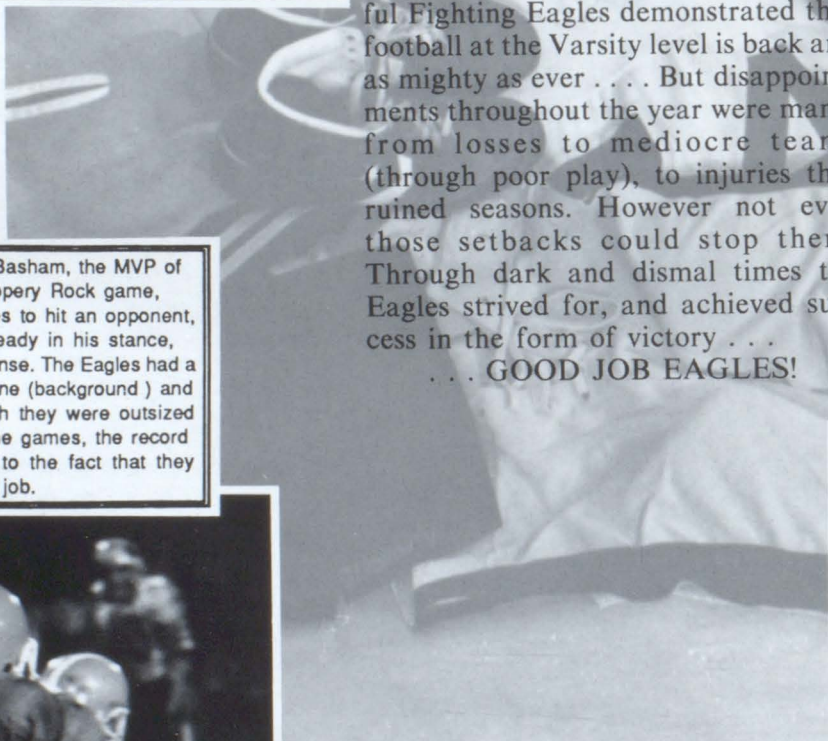 ful Fighting Eagles demonstrated th
football at the Varsity level is back a
as mighty as ever . . . . But disappoin
ments throughout the year were man
from losses to mediocre tea
(through poor play), to injuries th
ruined seasons. However not ev
those setbacks could stop the
Through dark and dismal times t
Eagles strived for, and achieved su
cess in the form of victory . . .
. . . GOOD JOB EAGLES!
Basham, the MVP of
pery Rock game,
s to hit an opponent,
eady in his stance,
nse. The Eagles had a
ne (background ) and
h they were outsized
e games, the record
to the fact that they
job.